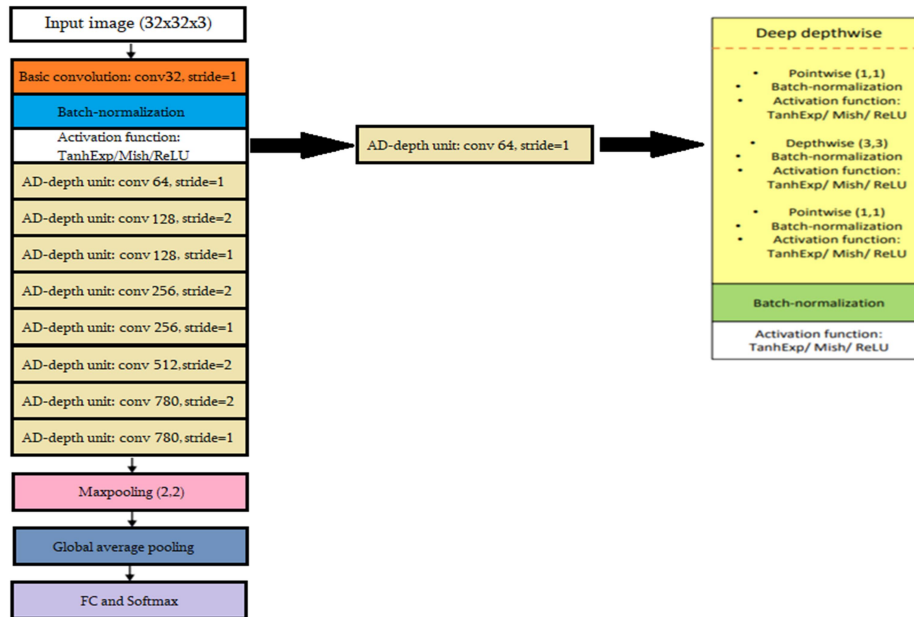 Input image (32x32x3)
Basic convolution: conv32, stride=1
Batch-normalization
Activation function:
TanhExp/Mish/ReLU
AD-depth unit: conv 64, stride=1
AD-depth unit: conv 128, stride=2
AD-depth unit: conv 128, stride=1
AD-depth unit: conv 256, stride=2
AD-depth unit: conv 256, stride=1
AD-depth unit: conv 512, stride=2
AD-depth unit: conv 780, stride=2
AD-depth unit: conv 780, stride=1
Maxpooling (2,2)
Global average pooling
FC and Softmax
AD-depth unit: conv 64, stride=1
Deep depthwise
• Pointwise (1,1)
• Batch-normalization
• Activation function:
TanhExp/ Mish/ ReLU
• Depthwise (3,3)
• Batch-normalization
• Activation function:
TanhExp/ Mish/ ReLU
• Pointwise (1,1)
• Batch-normalization
• Activation function:
TanhExp/ Mish/ ReLU
Batch-normalization
Activation function:
TanhExp/ Mish/ ReLU